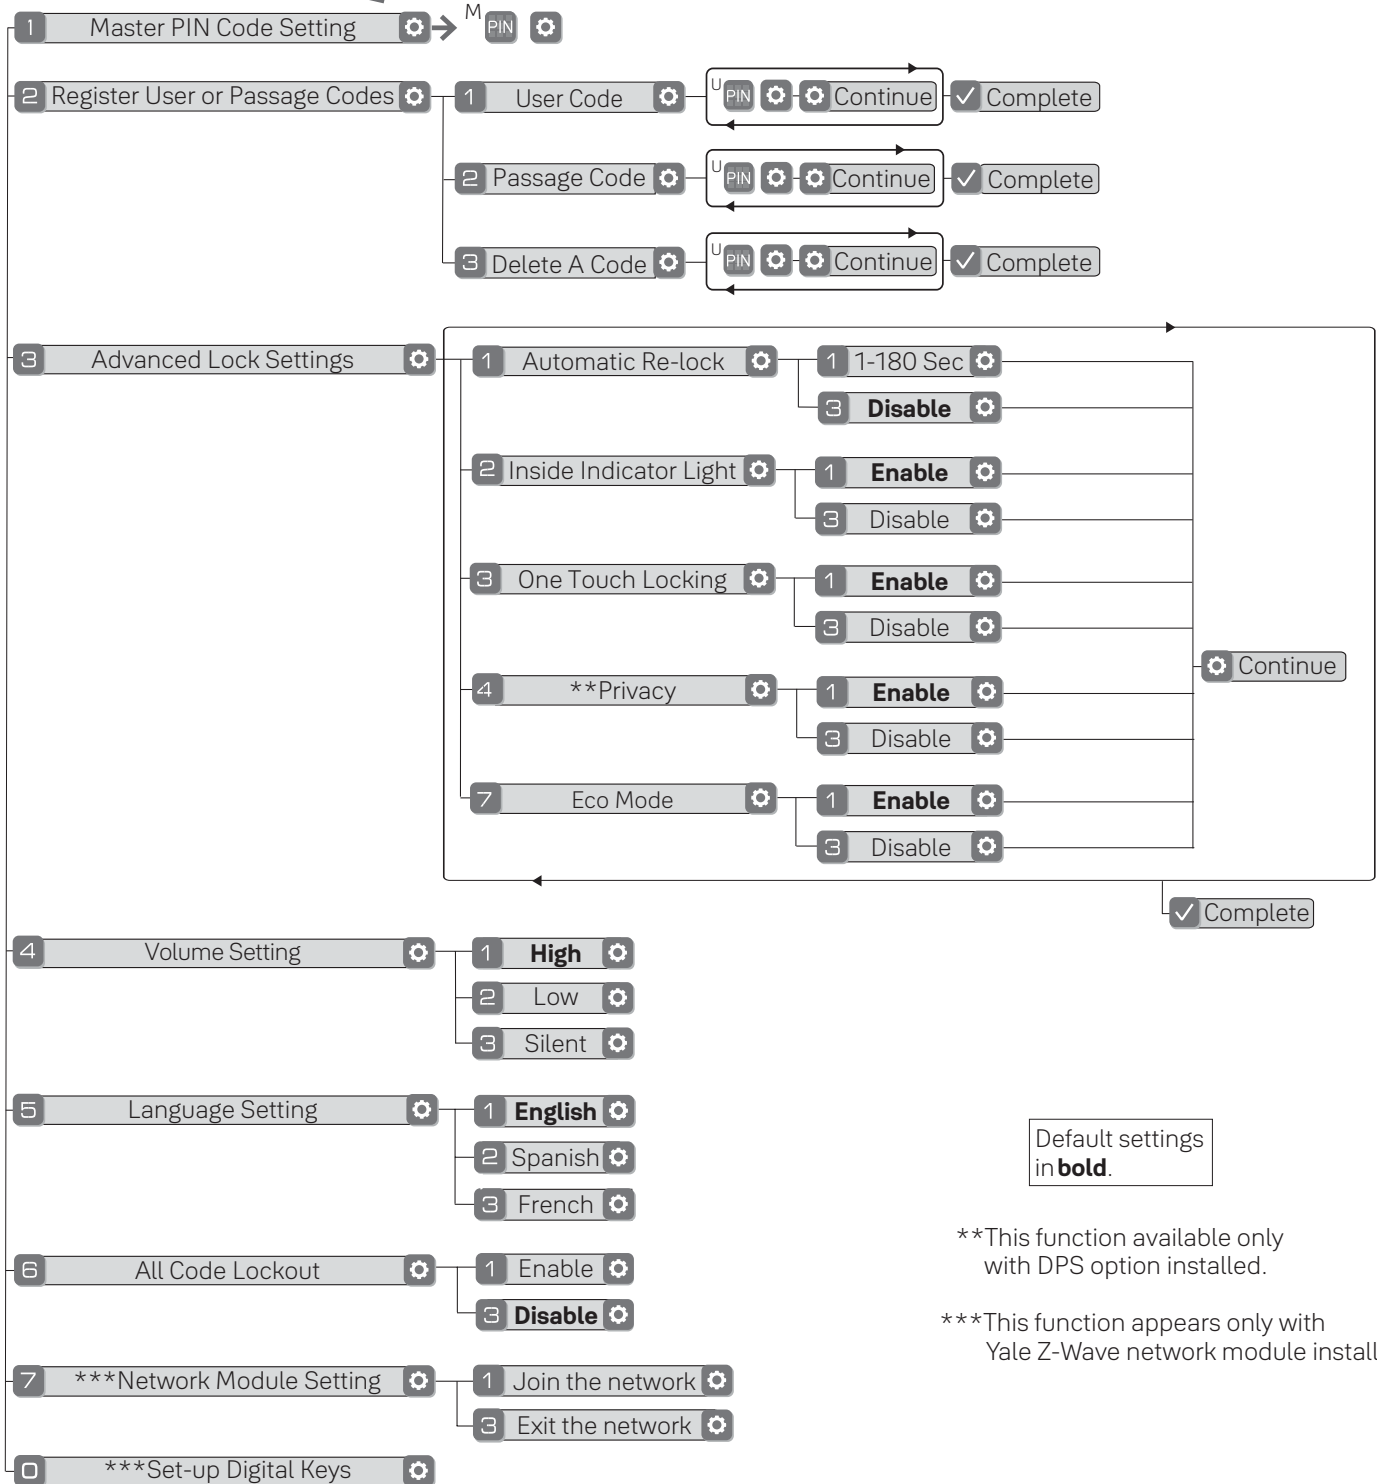 1 Master PIN Code Setting M PIN
2 Register User or Passage Codes 1 User Code U PIN Continue Complete
2 Passage Code U PIN Continue Complete
3 Delete A Code U PIN Continue Complete
3 Advanced Lock Settings 1 Automatic Re-lock 1 1-180 Sec
3 Disable
2 Inside Indicator Light 1 Enable
3 Disable
3 One Touch Locking 1 Enable
3 Disable
Continue
4 **Privacy 1 Enable
3 Disable
7 Eco Mode 1 Enable
3 Disable
Complete
4 Volume Setting 1 High
2 Low
3 Silent
5 Language Setting 1 English
2 Spanish
3 French
6 All Code Lockout 1 Enable
3 Disable
7 ***Network Module Setting 1 Join the network
3 Exit the network
0 ***Set-up Digital Keys
Default settings
in bold.
**This function available only
with DPS option installed.
***This function appears only with
Yale Z-Wave network module install